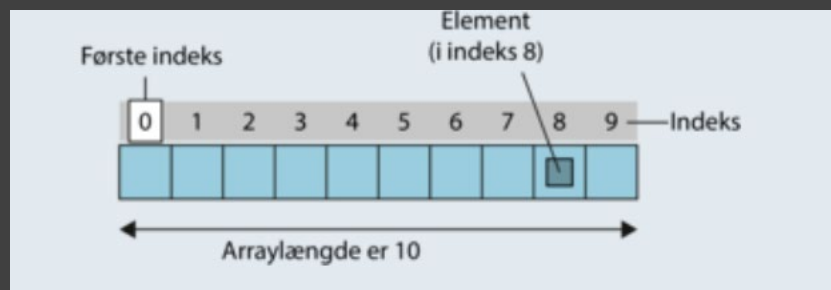 Element
(i indeks 8)
Første indeks
0 1 2 3 4 5 6 7 8 9
Indeks
Arraylængde er 10